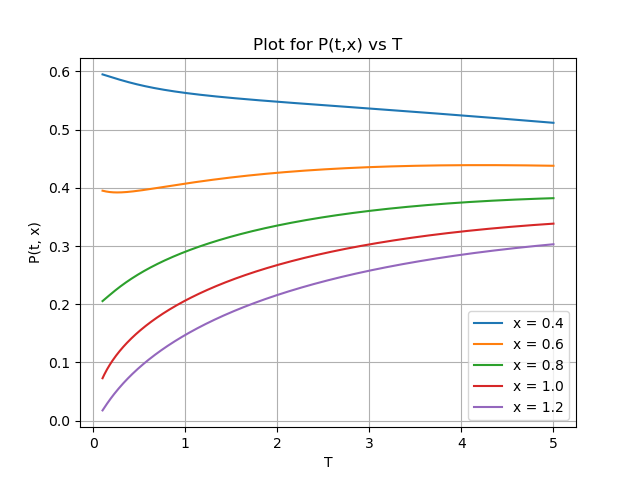 Plot for P(t,x) vs T
P(t, x)
0.6
0.5
0.4
0.3
0.2
0.1
0.0
0 1 2 3 4 5
T
x = 0.4
x = 0.6
x = 0.8
x = 1.0
x = 1.2